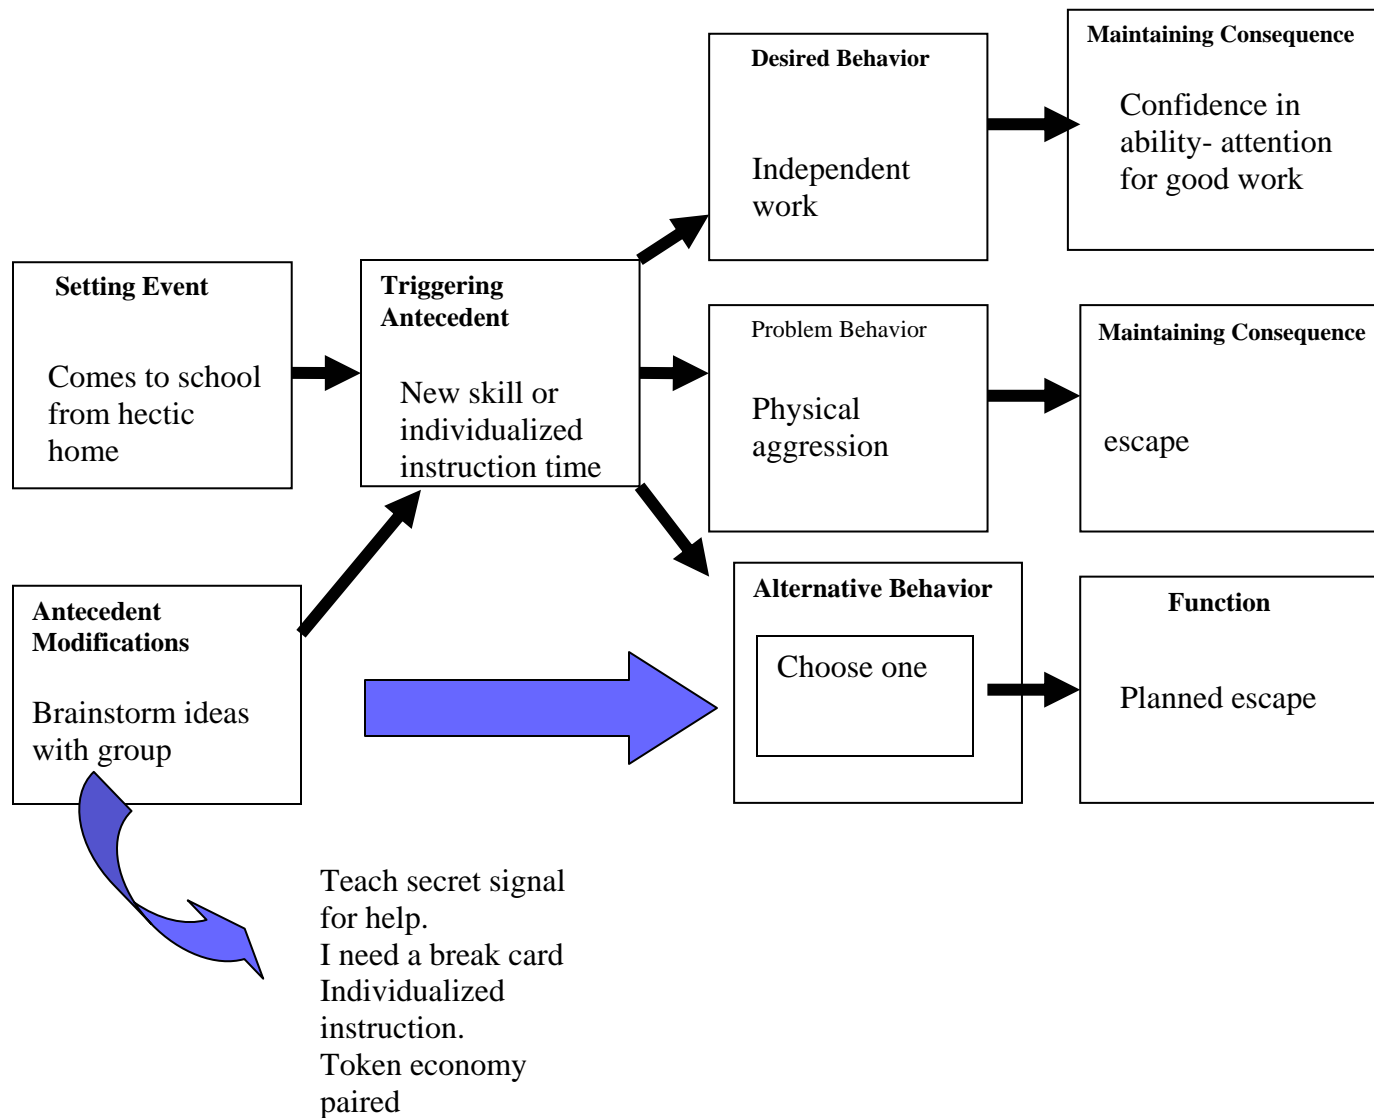 Desired Behavior
Independent
work
Maintaining Consequence
Confidence in
ability- attention
for good work
Setting Event
Comes to school
from hectic
home
Triggering
Antecedent
New skill or
individualized
instruction time
Problem Behavior
Physical
aggression
Maintaining Consequence
escape
Antecedent
Modifications
Brainstorm ideas
with group
Alternative Behavior
Choose one
Function
Planned escape
Teach secret signal
for help.
I need a break card
Individualized
instruction.
Token economy
paired